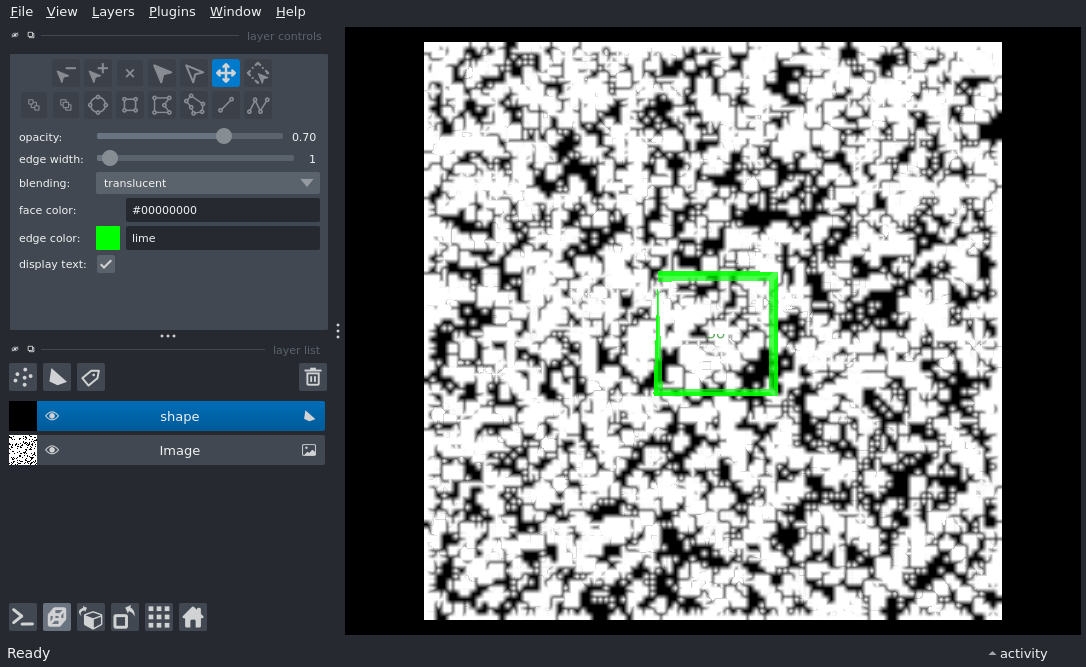 File View Layers Plugins Window Help
layer controls
opacity: 0.70
edge width: 1
blending: translucent
face color: #00000000
edge color: lime
display text:
layer list
shape
Image
Ready
activity